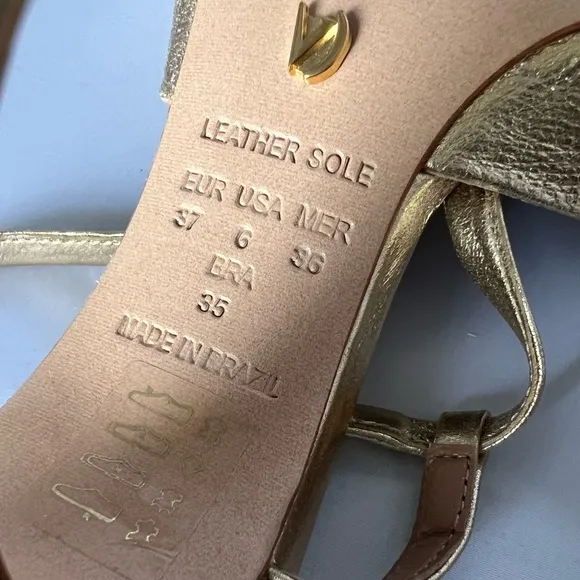 LEATHER SOLE
EUR USA MER
37 6 36
BRA
35
MADE IN BRAZIL